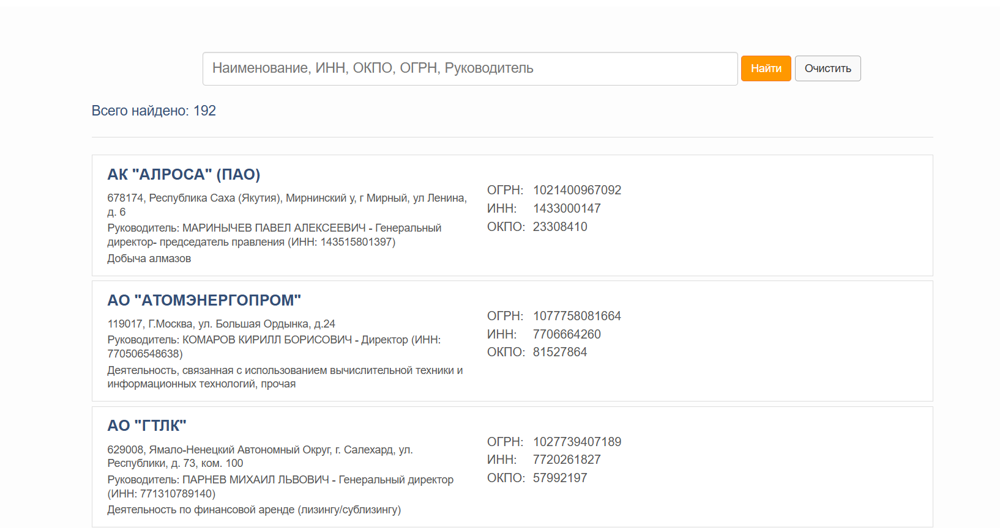 Наименование, ИНН, ОКПО, ОГРН, Руководитель
Найти
Очистить
Всего найдено: 192
АК "АЛРОСА" (ПАО)
678174, Республика Саха (Якутия), Мирнинский у, г Мирный, ул Ленина,
д. 6
Руководитель: МАРИНЫЧЕВ ПАВЕЛ АЛЕКСЕЕВИЧ - Генеральный
директор- председатель правления (ИНН: 143515801397)
Добыча алмазов
ОГРН: 1021400967092
ИНН: 1433000147
ОКПО: 23308410
АО "АТОМЭНЕРГОПРОМ"
119017, Г.Москва, ул. Большая Ордынка, д.24
Руководитель: КОМАРОВ КИРИЛЛ БОРИСОВИЧ - Директор (ИНН:
770506548638)
Деятельность, связанная с использованием вычислительной техники и
информационных технологий, прочая
ОГРН: 1077758081664
ИНН: 7706664260
ОКПО: 81527864
АО "ГТЛК"
629008, Ямало-Ненецкий Автономный Округ, г. Салехард, ул.
Республики, д. 73, ком. 100
Руководитель: ПАРНЕВ МИХАИЛ ЛЬВОВИЧ - Генеральный директор
(ИНН: 771310789140)
Деятельность по финансовой аренде (лизингу/сублизингу)
ОГРН: 1027739407189
ИНН: 7720261827
ОКПО: 57992197